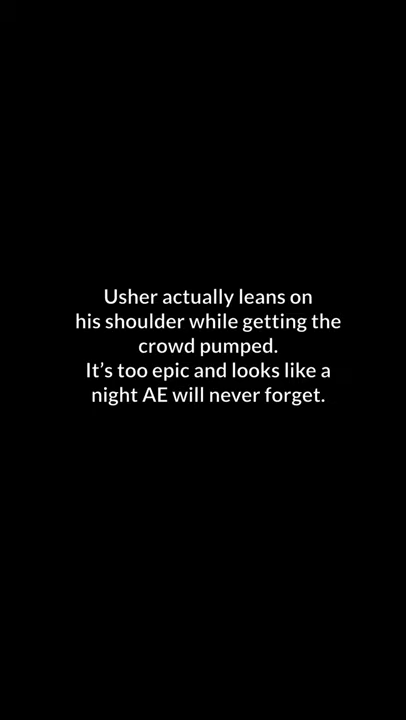 Usher actually leans on
his shoulder while getting the
crowd pumped.
It’s too epic and looks like a
night AE will never forget.